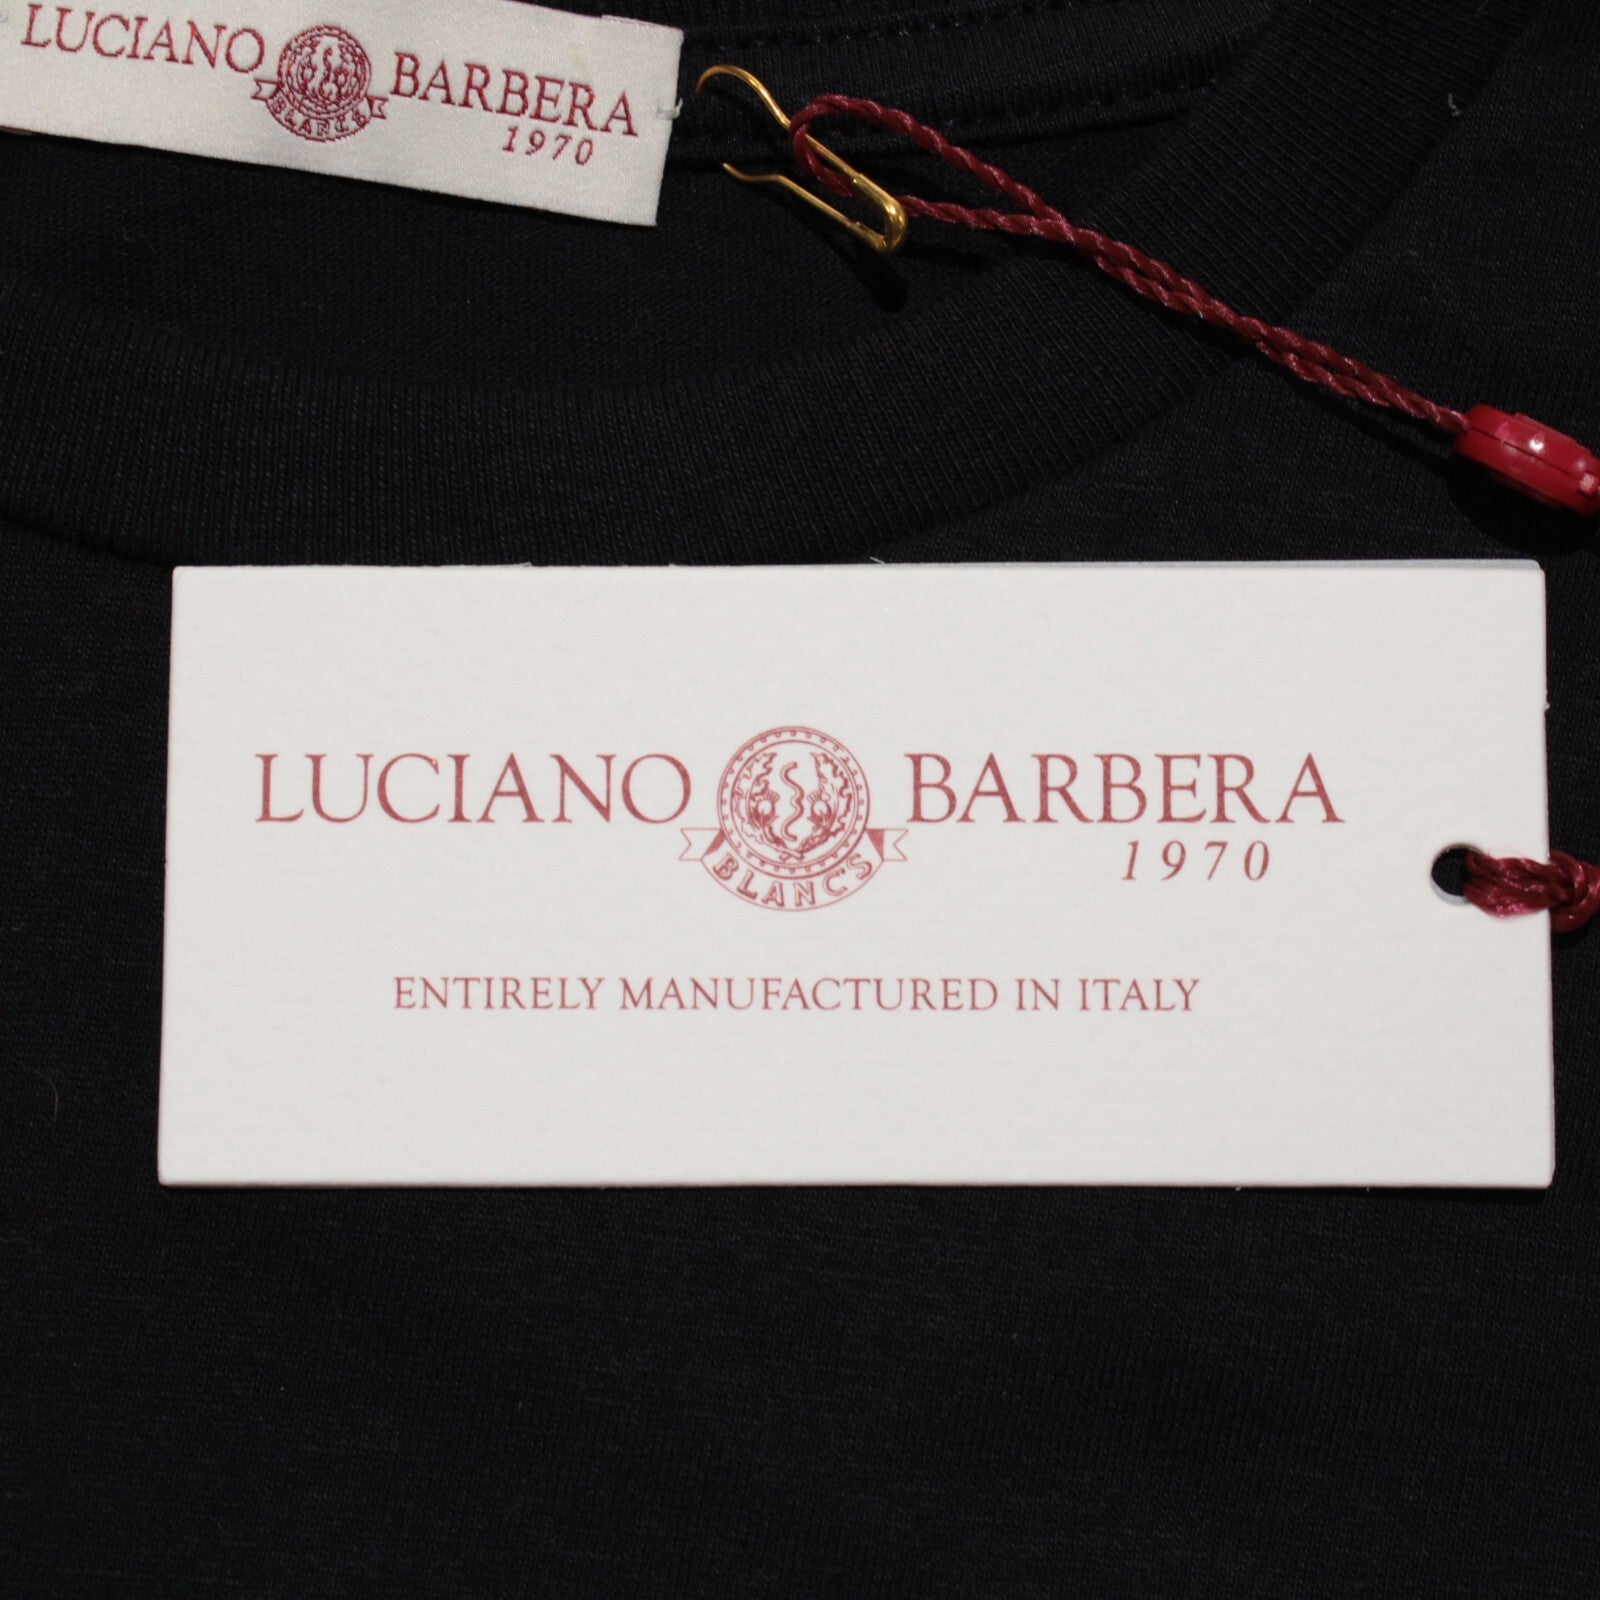 LUCIANO BARBERA
BLANC'S
1970
LUCIANO BARBERA
1970
BLANC'S
ENTIRELY MANUFACTURED IN ITALY